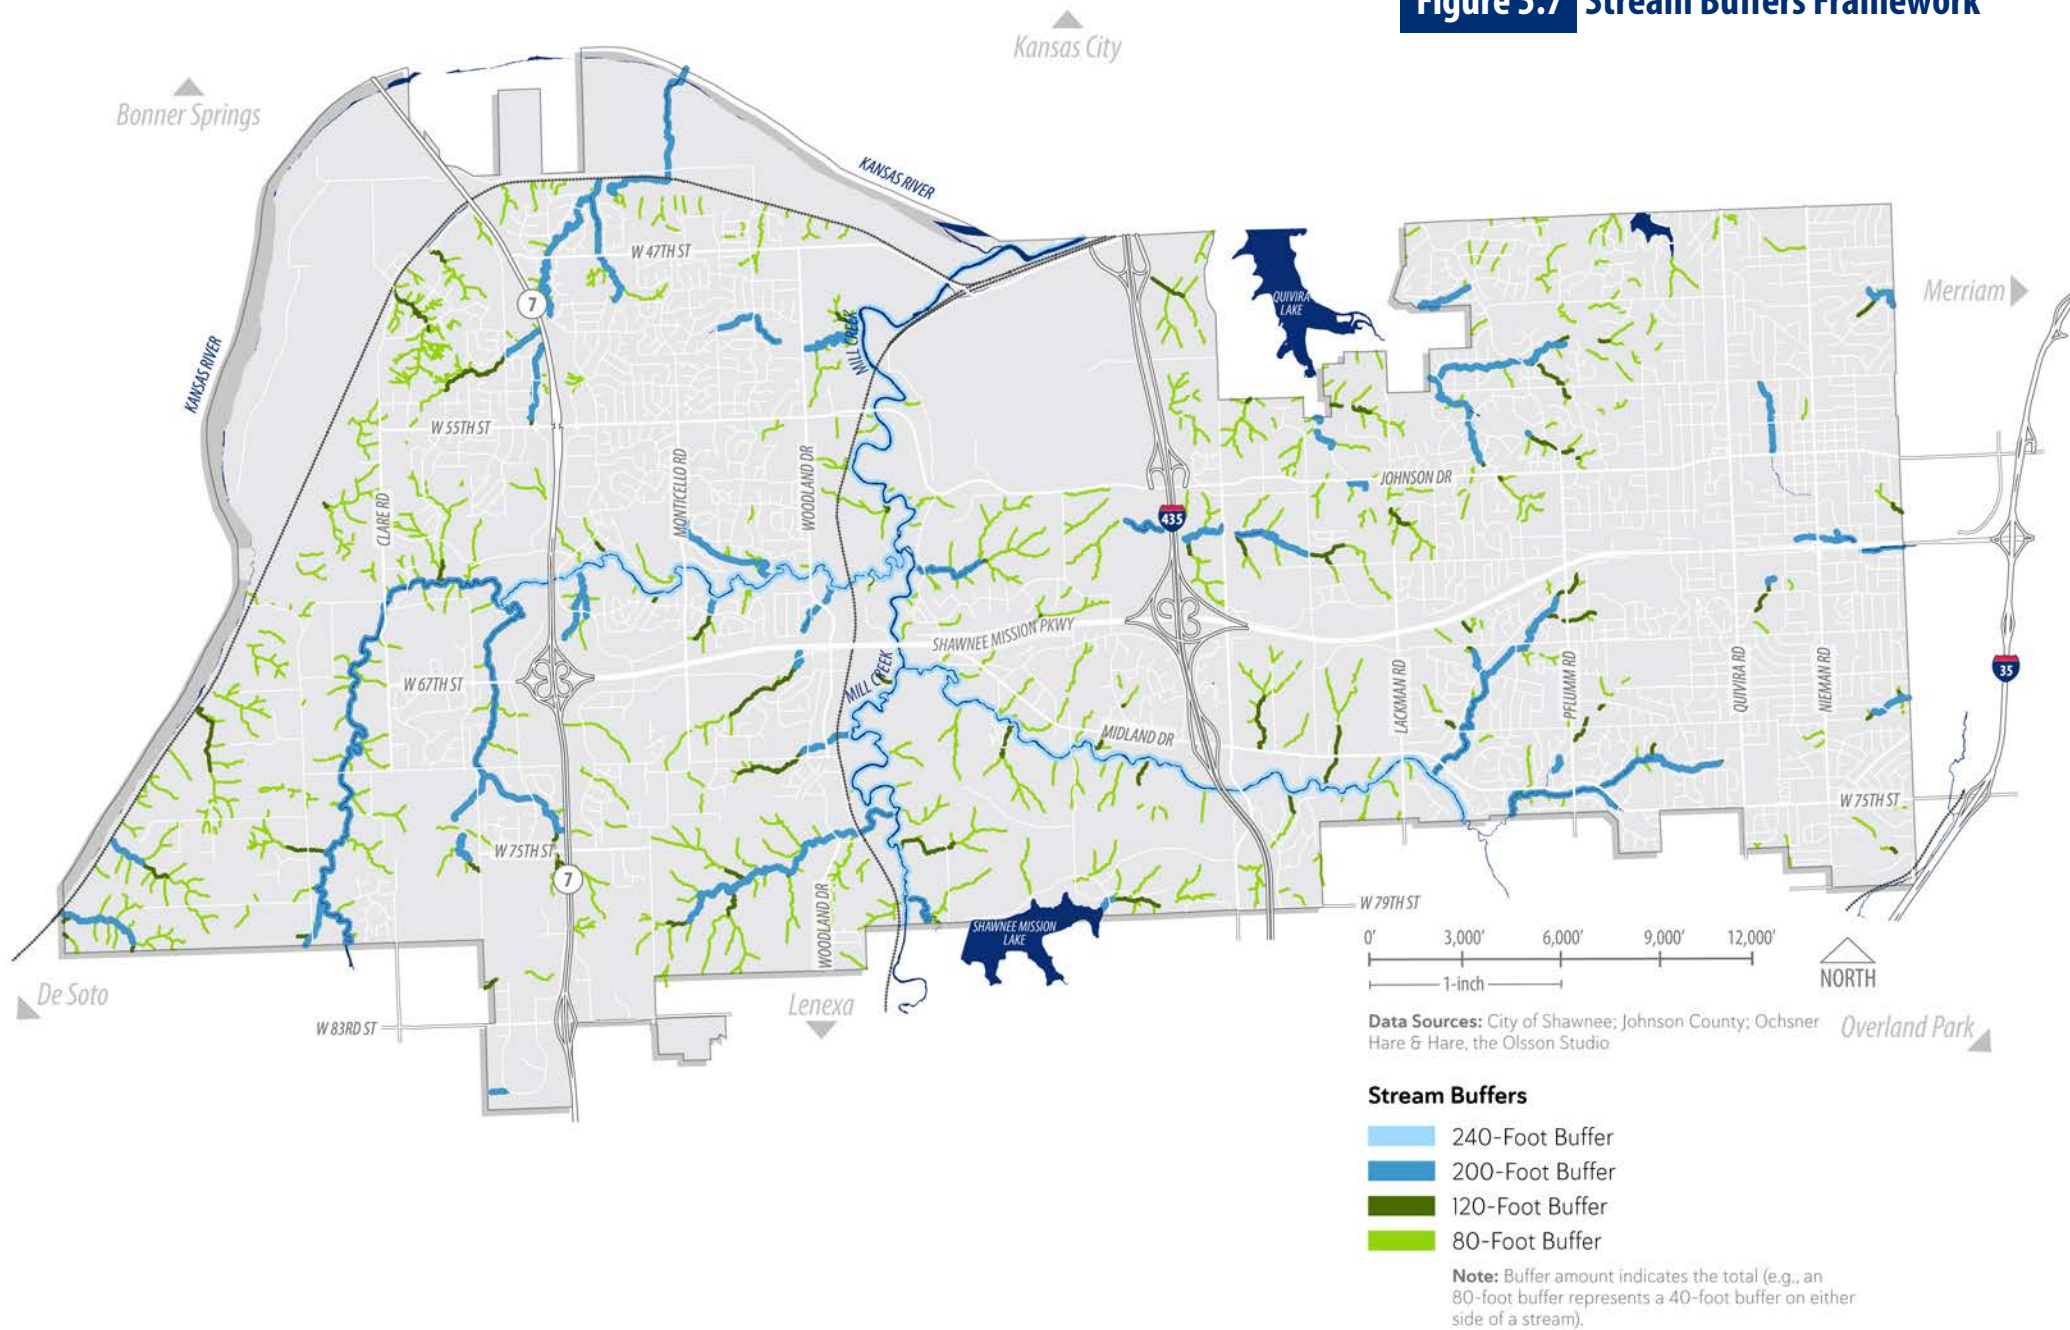 Figure 5.7 Stream Buffers Framework
Kansas City
Bonner Springs
KANSAS RIVER
W 47TH ST
7
QUIVIRA
LAKE
Merriam
MILL CREEK
KANSAS RIVER
W 55TH ST
MONTICELLO RD
WOODLAND DR
JOHNSON DR
CLARE RD
435
SHAWNEE MISSION PKWY
MILL CREEK
W 67TH ST
LACKMAN RD
PFLUMM RD
QUIVIRA RD
NIEMAN RD
35
MIDLAND DR
W 75TH ST
W 75TH ST
7
WOODLAND DR
W 79TH ST
SHAWNEE MISSION
LAKE
0' 3,000' 6,000' 9,000' 12,000'
1-inch
NORTH
De Soto
Lenexa
W 83RD ST
Overland Park
Data Sources: City of Shawnee; Johnson County; Ochsner
Hare & Hare, the Olsson Studio
Stream Buffers
240-Foot Buffer
200-Foot Buffer
120-Foot Buffer
80-Foot Buffer
Note: Buffer amount indicates the total (e.g., an
80-foot buffer represents a 40-foot buffer on either
side of a stream).